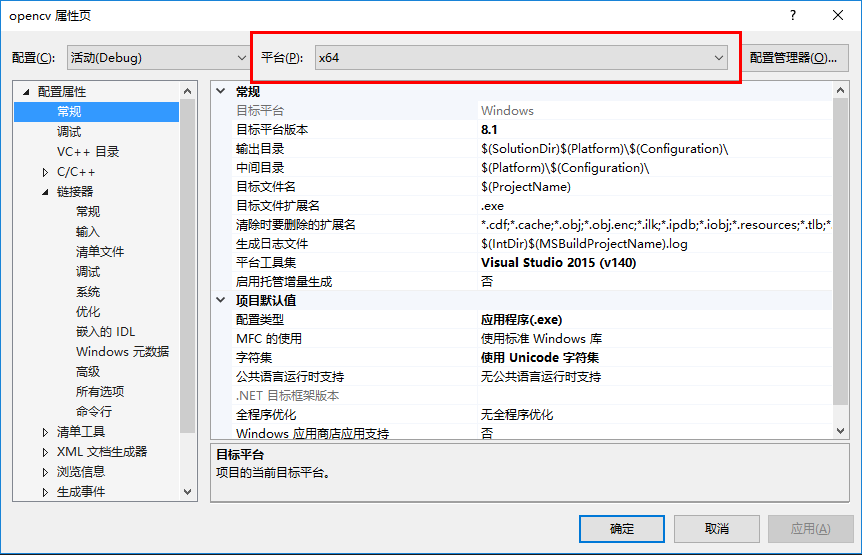 opencv 属性页
配置(C): 活动(Debug) 平台(P): x64 配置管理器(O)...
配置属性
常规
调试
VC++ 目录
C/C++
链接器
常规
输入
清单文件
调试
系统
优化
嵌入的 IDL
Windows 元数据
高级
所有选项
命令行
清单工具
XML 文档生成器
浏览信息
生成事件
常规
目标平台 Windows
目标平台版本 8.1
输出目录 $(SolutionDir)$(Platform)\$(Configuration)\
中间目录 $(Platform)\$(Configuration)\
目标文件名 $(ProjectName)
目标文件扩展名 .exe
清除时要删除的扩展名 *.cdf;*.cache;*.obj;*.obj.enc;*.ilk;*.ipdb;*.iobj;*.resources;*.tlb;*.
生成日志文件 $(IntDir)$(MSBuildProjectName).log
平台工具集 Visual Studio 2015 (v140)
启用托管增量生成 否
项目默认值
配置类型 应用程序(.exe)
MFC 的使用 使用标准 Windows 库
字符集 使用 Unicode 字符集
公共语言运行时支持 无公共语言运行时支持
.NET 目标框架版本
全程序优化 无全程序优化
Windows 应用商店应用支持 否
目标平台
项目的当前目标平台。
确定 取消 应用(A)